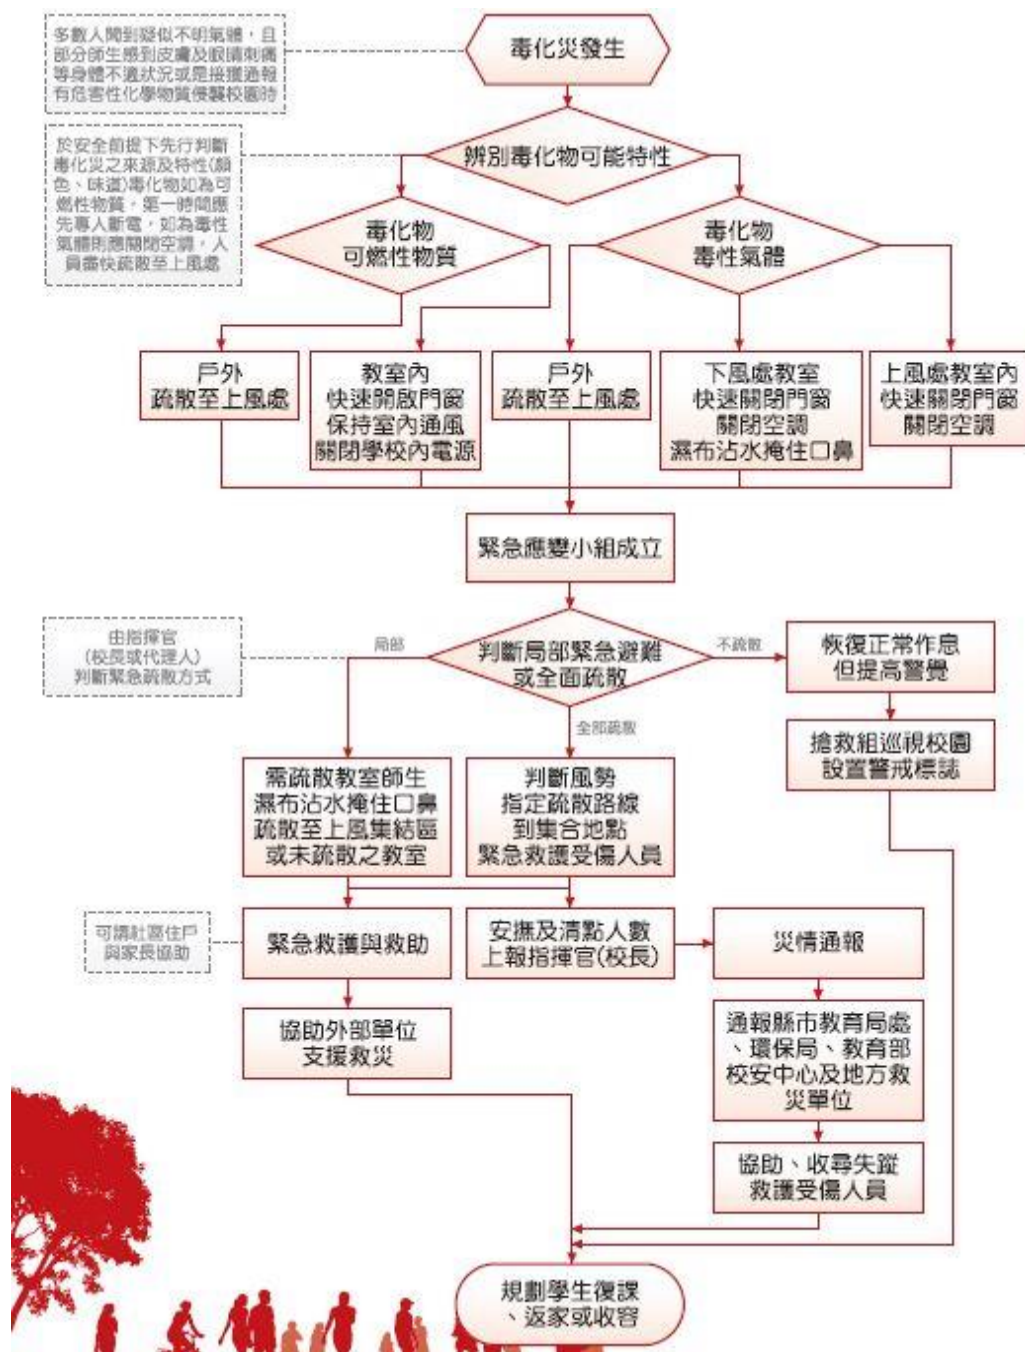 多數人聞到疑似不明氣體，且
部分師生感到皮膚及眼睛刺痛
等身體不適狀況或是接獲通報
有危害性化學物質侵襲校園時
毒化災發生
於安全前提下先行判斷
毒化災之來源及特性(顏
色、味道)毒化物如為可
燃性物質，第一時間應
先專人斷電，如為毒性
氣體則應關閉空調，人
員盡快疏散至上風處
辨別毒化物可能特性
毒化物
可燃性物質
毒化物
毒性氣體
戶外
疏散至上風處
教室內
快速開啟門窗
保持室內通風
關閉學校內電源
戶外
疏散至上風處
下風處教室
快速關閉門窗
關閉空調
濕布沾水掩住口鼻
上風處教室內
快速關閉門窗
關閉空調
緊急應變小組成立
由指揮官
(校長或代理人)
判斷緊急疏散方式
局部
判斷局部緊急避難
或全面疏散
不疏散
全部疏散
恢復正常作息
但提高警覺
搶救組巡視校園
設置警戒標誌
需疏散教室師生
濕布沾水掩住口鼻
疏散至上風集結區
或未疏散之教室
判斷風勢
指定疏散路線
到集合地點
緊急救護受傷人員
可請社區住戶
與家長協助
緊急救護與救助
安撫及清點人數
上報指揮官(校長)
災情通報
協助外部單位
支援救災
通報縣市教育局處
、環保局、教育部
校安中心及地方救
災單位
協助、收尋失蹤
救護受傷人員
規劃學生復課
、返家或收容